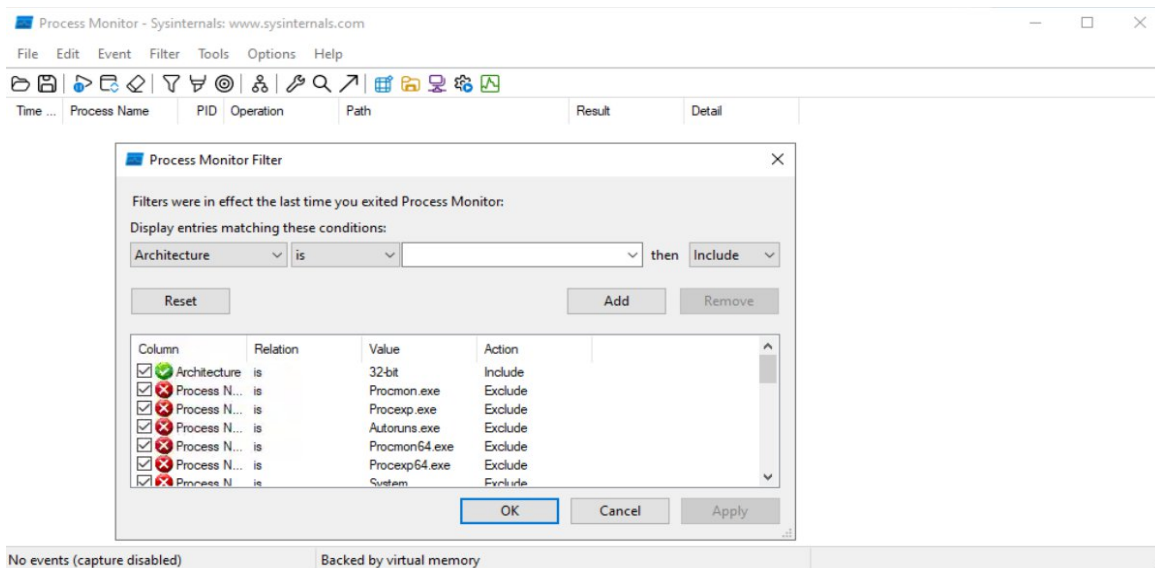 Process Monitor - Sysinternals: www.sysinternals.com
File Edit Event Filter Tools Options Help
Time ... Process Name PID Operation Path Result Detail
Process Monitor Filter
Filters were in effect the last time you exited Process Monitor:
Display entries matching these conditions:
Architecture is then Include
Reset Add Remove
Column Relation Value Action
Architecture is 32-bit Include
Process N... is Procmon.exe Exclude
Process N... is Procexp.exe Exclude
Process N... is Autoruns.exe Exclude
Process N... is Procmon64.exe Exclude
Process N... is Procexp64.exe Exclude
Process N... is System Exclude
OK Cancel Apply
No events (capture disabled) Backed by virtual memory